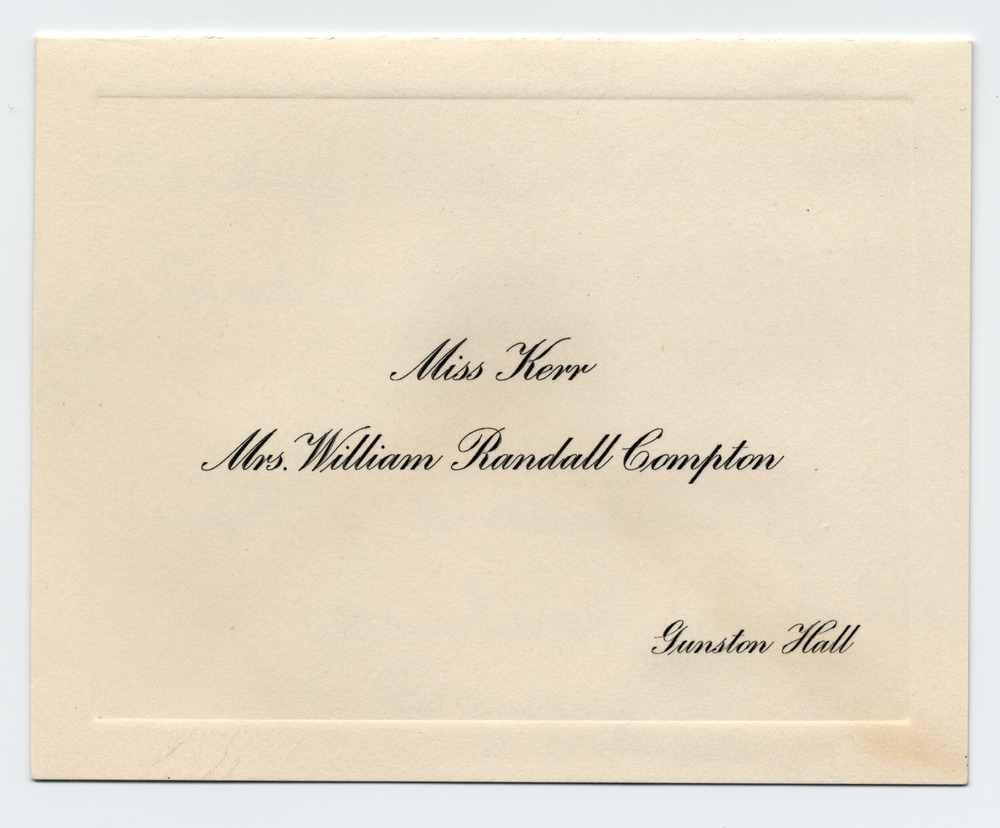 Miss Kerr
Mrs. William Randall Compton
Gunston Hall